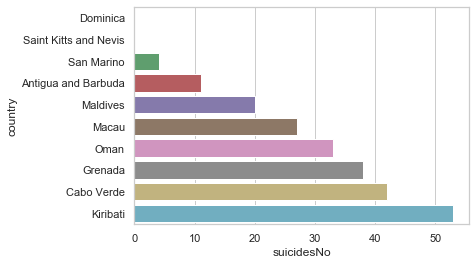 Dominica
Saint Kitts and Nevis
San Marino
Antigua and Barbuda
Maldives
Macau
Oman
Grenada
Cabo Verde
Kiribati
country
0 10 20 30 40 50
suicidesNo